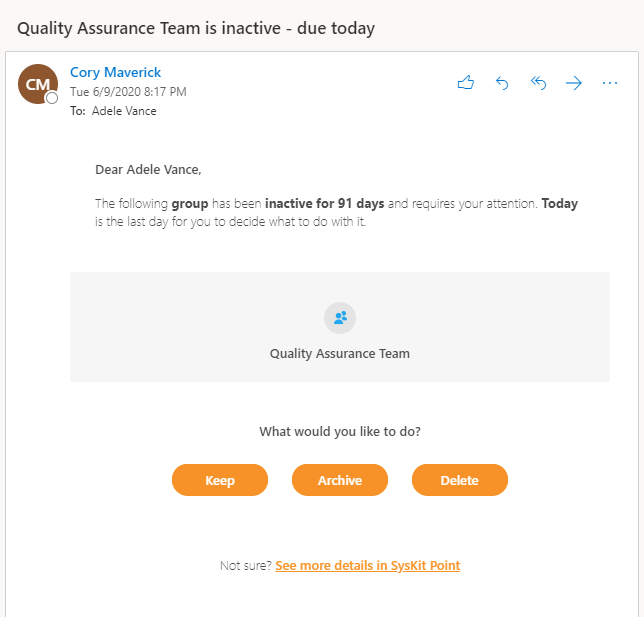 Quality Assurance Team is inactive - due today
CM
Cory Maverick
Tue 6/9/2020 8:17 PM
To: Adele Vance
Dear Adele Vance,
The following group has been inactive for 91 days and requires your attention. Today
is the last day for you to decide what to do with it.
Quality Assurance Team
What would you like to do?
Keep Archive Delete
Not sure? See more details in SysKit Point